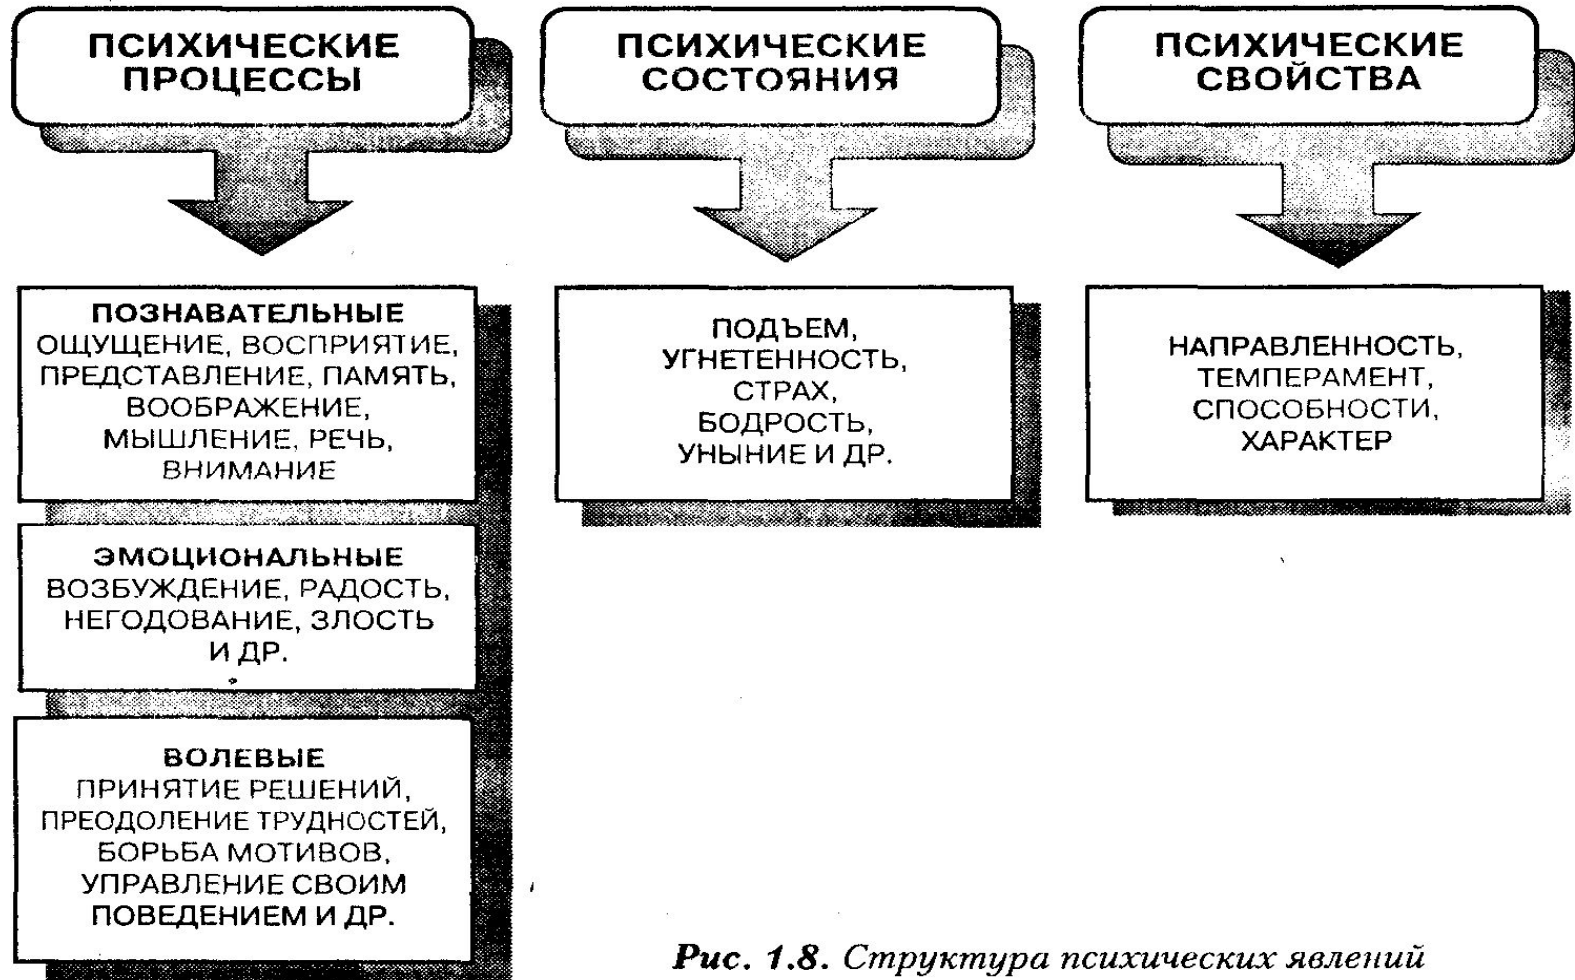 ПСИХИЧЕСКИЕ
ПРОЦЕССЫ
ПОЗНАВАТЕЛЬНЫЕ
ОЩУЩЕНИЕ, ВОСПРИЯТИЕ,
ПРЕДСТАВЛЕНИЕ, ПАМЯТЬ,
ВООБРАЖЕНИЕ,
МЫШЛЕНИЕ, РЕЧЬ,
ВНИМАНИЕ
ЭМОЦИОНАЛЬНЫЕ
ВОЗБУЖДЕНИЕ, РАДОСТЬ,
НЕГОДОВАНИЕ, ЗЛОСТЬ
И ДР.
ВОЛЕВЫЕ
ПРИНЯТИЕ РЕШЕНИЙ,
ПРЕОДОЛЕНИЕ ТРУДНОСТЕЙ,
БОРЬБА МОТИВОВ,
УПРАВЛЕНИЕ СВОИМ
ПОВЕДЕНИЕМ И ДР.
ПСИХИЧЕСКИЕ
СОСТОЯНИЯ
ПОДЪЕМ,
УГНЕТЕННОСТЬ,
СТРАХ,
БОДРОСТЬ,
УНЫНИЕ И ДР.
ПСИХИЧЕСКИЕ
СВОЙСТВА
НАПРАВЛЕННОСТЬ,
ТЕМПЕРАМЕНТ,
СПОСОБНОСТИ,
ХАРАКТЕР
Рис. 1.8. Структура психических явлений